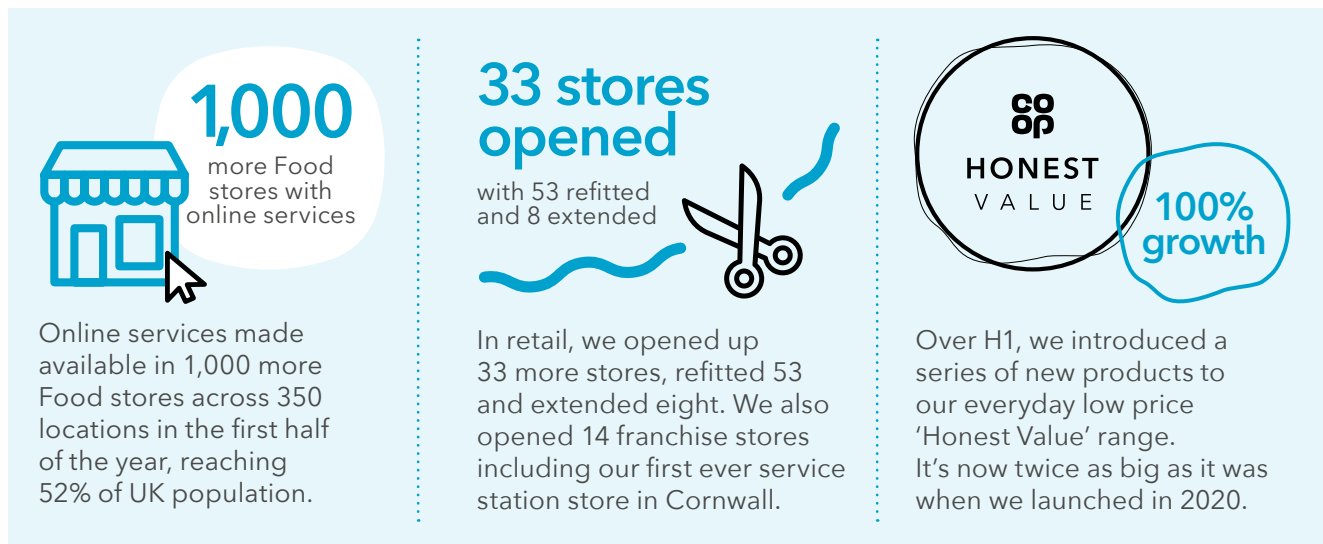 1,000
more Food
stores with
online services
Online services made
available in 1,000 more
Food stores across 350
locations in the first half
of the year, reaching
52% of UK population.
33 stores
opened
with 53 refitted
and 8 extended
In retail, we opened up
33 more stores, refitted 53
and extended eight. We also
opened 14 franchise stores
including our first ever service
station store in Cornwall.
co
op
HONEST
VALUE
100%
growth
Over H1, we introduced a
series of new products to
our everyday low price
‘Honest Value’ range.
It’s now twice as big as it was
when we launched in 2020.